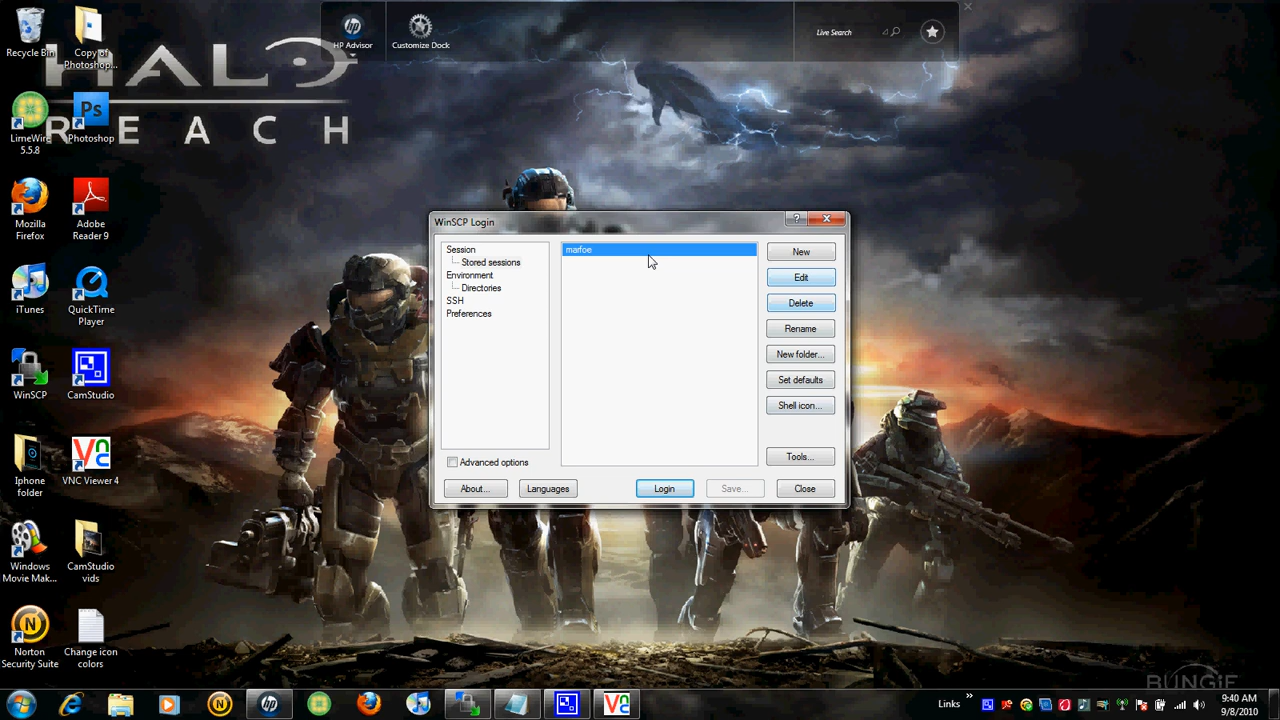 Recycle Bin
Copy of
Photoshop...
HP Advisor
Customize Dock
Live Search
HALO
REACH
LimeWire
5.5.8
Ps
Photoshop
Mozilla
Firefox
Adobe
Reader 9
iTunes
QuickTime
Player
WinSCP
CamStudio
Iphone
folder
VNC
VNC Viewer 4
Windows
Movie Mak...
CamStudio
vids
Norton
Security Suite
Change icon
colors
WinSCP Login
Session
Stored sessions
Environment
Directories
SSH
Preferences
marfoe
New
Edit
Delete
Rename
New folder...
Set defaults
Shell icon...
Tools...
Advanced options
About...
Languages
Login
Save...
Close
BUNGIE
Links
9:40 AM
9/8/2010